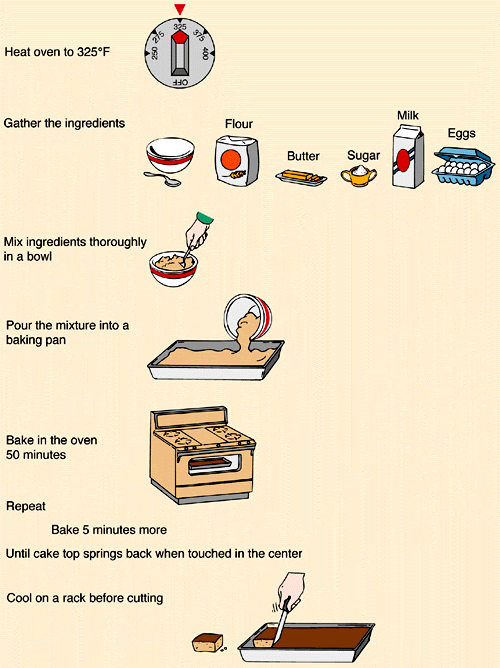 Heat oven to 325°F
250 275 325 375 400
OFF
Gather the ingredients
Flour
Butter
Sugar
Milk
Eggs
Mix ingredients thoroughly
in a bowl
Pour the mixture into a
baking pan
Bake in the oven
50 minutes
Repeat
Bake 5 minutes more
Until cake top springs back when touched in the center
Cool on a rack before cutting